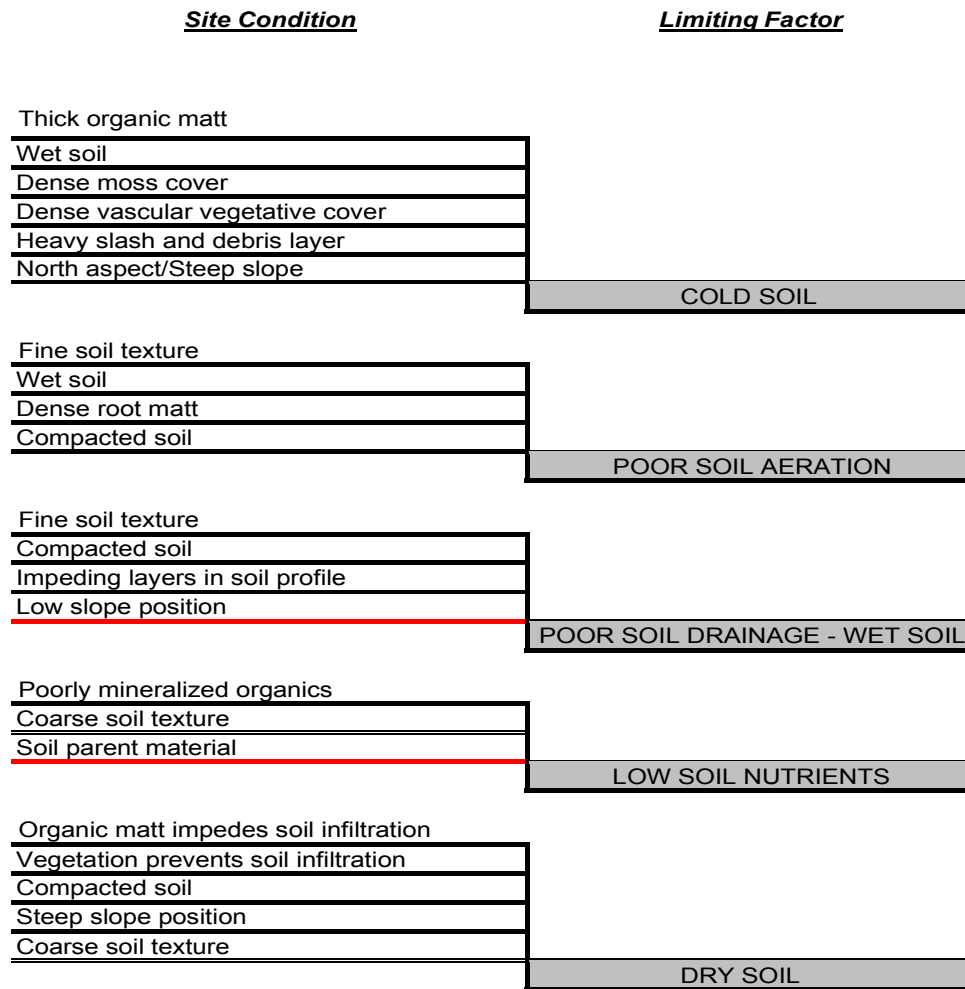 Site Condition Limiting Factor
Thick organic matt
Wet soil
Dense moss cover
Dense vascular vegetative cover
Heavy slash and debris layer
North aspect/Steep slope
COLD SOIL
Fine soil texture
Wet soil
Dense root matt
Compacted soil
POOR SOIL AERATION
Fine soil texture
Compacted soil
Impeding layers in soil profile
Low slope position
POOR SOIL DRAINAGE - WET SOIL
Poorly mineralized organics
Coarse soil texture
Soil parent material
LOW SOIL NUTRIENTS
Organic matt impedes soil infiltration
Vegetation prevents soil infiltration
Compacted soil
Steep slope position
Coarse soil texture
DRY SOIL